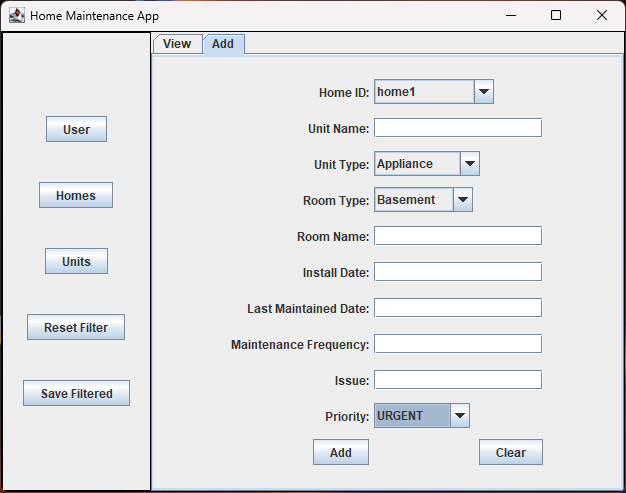 Home Maintenance App
View Add
User
Homes
Units
Reset Filter
Save Filtered
Home ID: home1
Unit Name:
Unit Type: Appliance
Room Type: Basement
Room Name:
Install Date:
Last Maintained Date:
Maintenance Frequency:
Issue:
Priority: URGENT
Add Clear